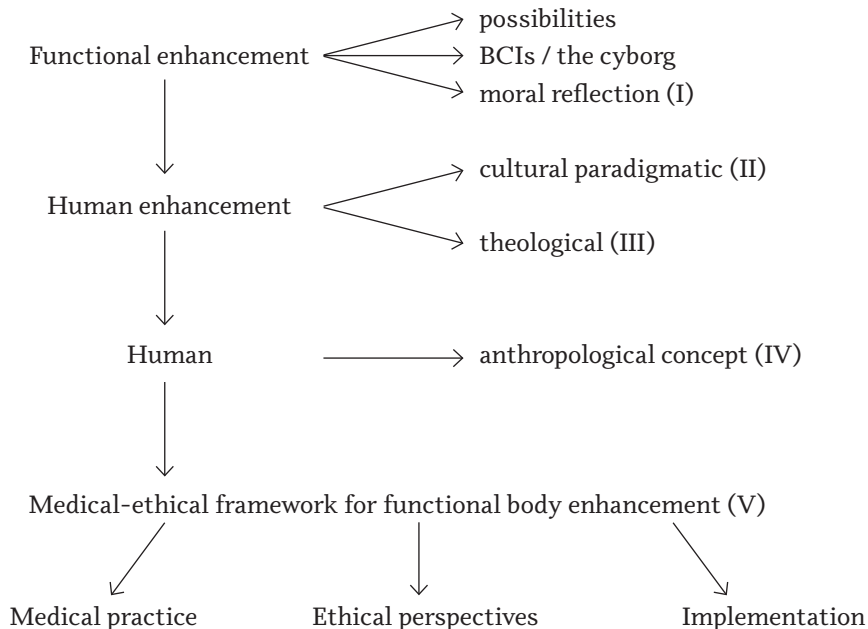 possibilities
Functional enhancement
BCIs / the cyborg
moral reflection (I)
cultural paradigmatic (II)
Human enhancement
theological (III)
Human
anthropological concept (IV)
Medical-ethical framework for functional body enhancement (V)
Medical practice
Ethical perspectives
Implementation